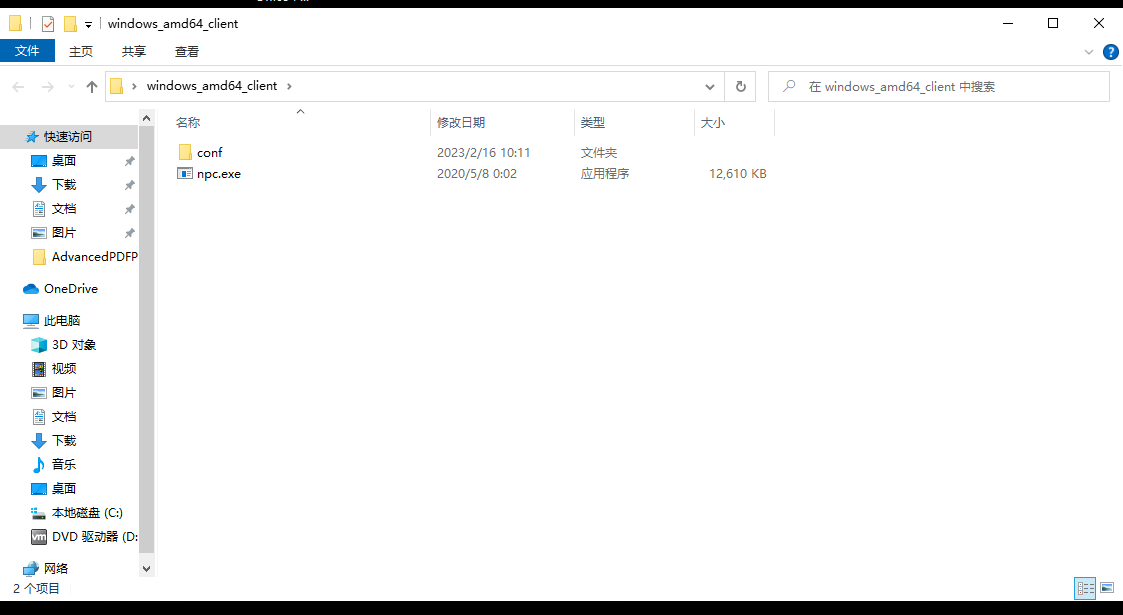 windows_amd64_client
文件 主页 共享 查看
windows_amd64_client
在 windows_amd64_client 中搜索
名称 修改日期 类型 大小
conf 2023/2/16 10:11 文件夹
npc.exe 2020/5/8 0:02 应用程序 12,610 KB
快速访问
桌面
下载
文档
图片
AdvancedPDFP
OneDrive
此电脑
3D 对象
视频
图片
文档
下载
音乐
桌面
本地磁盘 (C:)
vm DVD 驱动器 (D:
网络
2 个项目